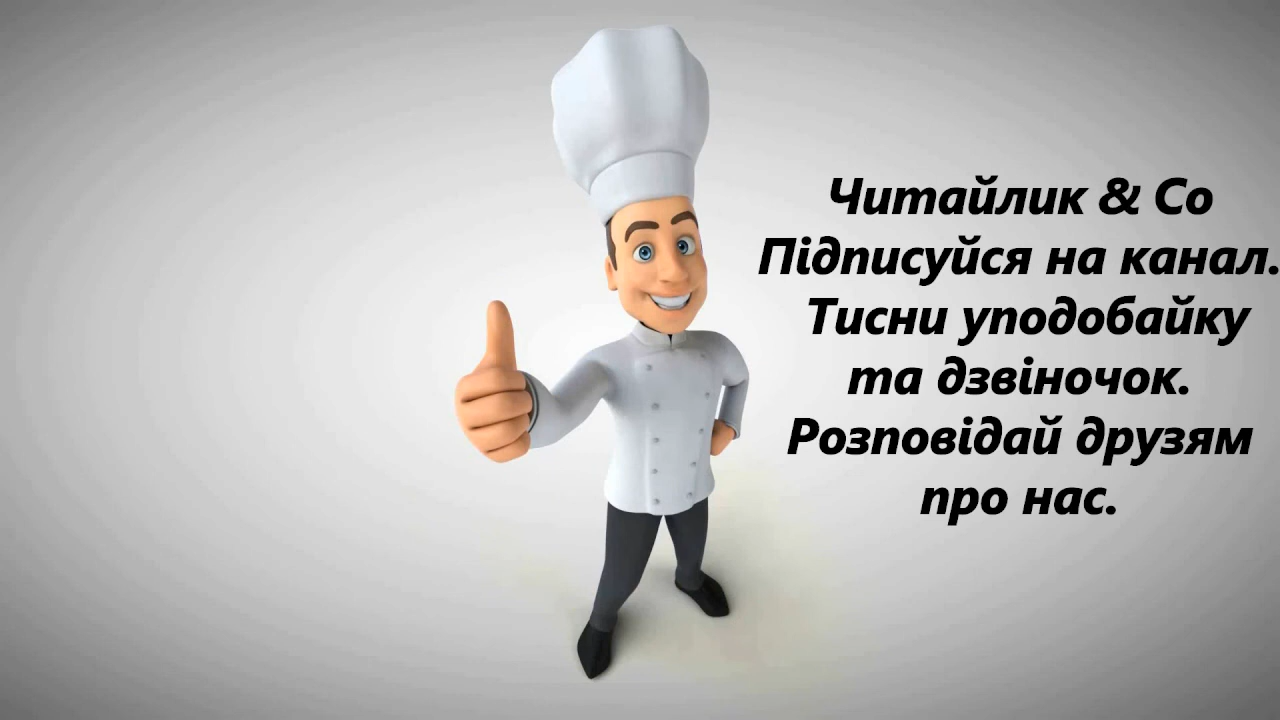 Читайлик & Co
Підписуйся на канал.
Тисни уподобайку
та дзвіночок.
Розповідай друзям
про нас.